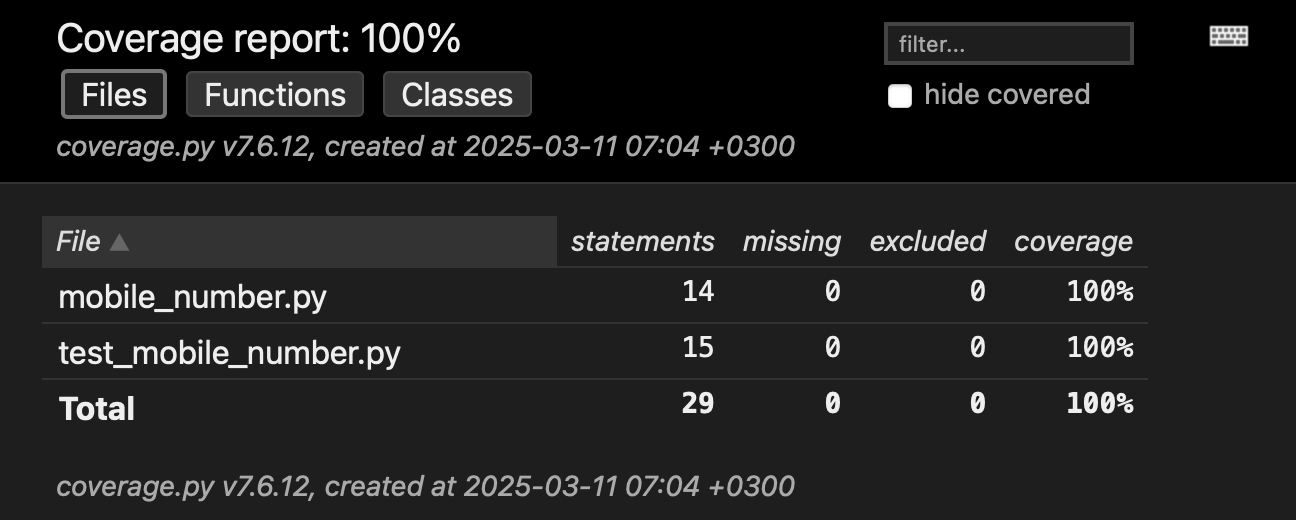 Coverage report: 100%
filter...
Files Functions Classes
hide covered
coverage.py v7.6.12, created at 2025-03-11 07:04 +0300
File ▲ statements missing excluded coverage
mobile_number.py 14 0 0 100%
test_mobile_number.py 15 0 0 100%
Total 29 0 0 100%
coverage.py v7.6.12, created at 2025-03-11 07:04 +0300